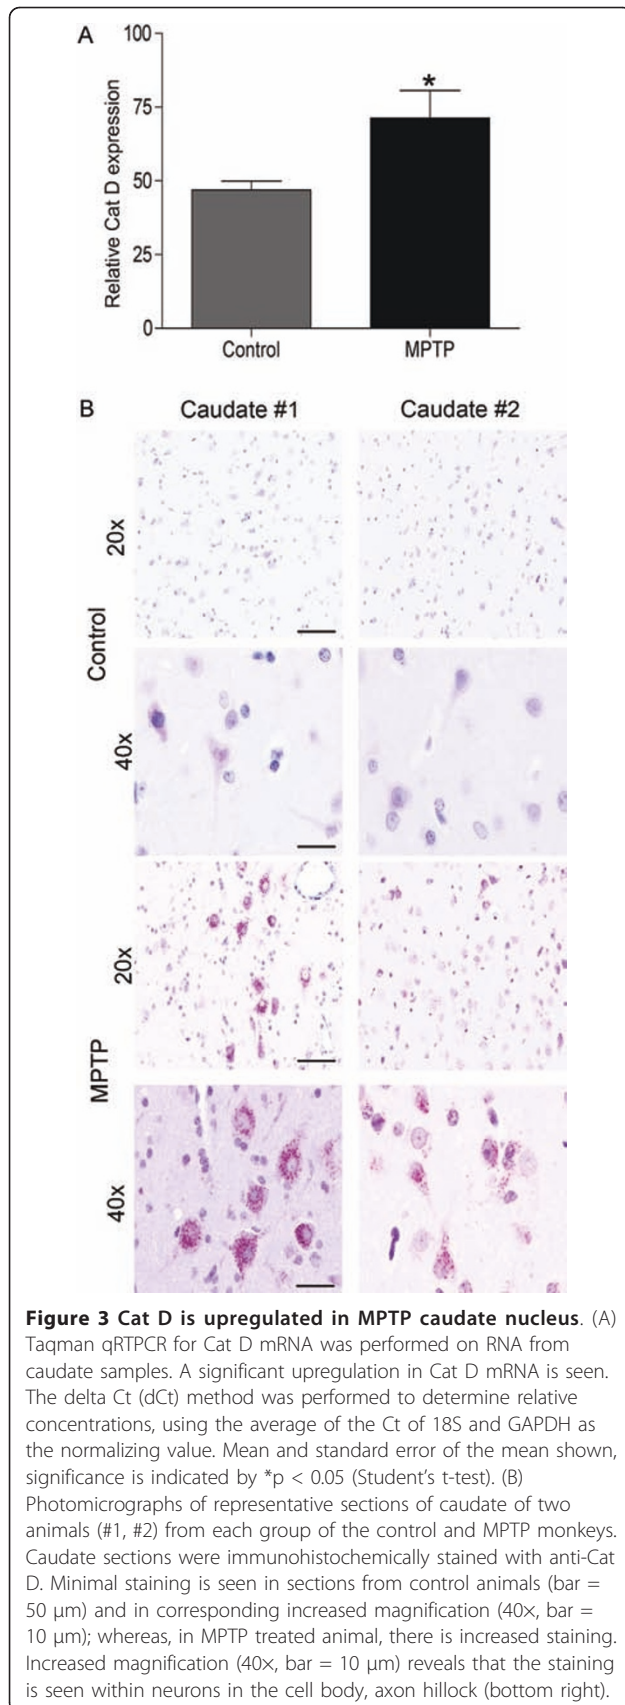 A
100
75
50
25
0
Relative Cat D expression
*
Control
MPTP
B
Caudate #1
Caudate #2
Control
20x
40x
MPTP
20x
40x
Figure 3 Cat D is upregulated in MPTP caudate nucleus. (A)
Taqman qRTPCR for Cat D mRNA was performed on RNA from
caudate samples. A significant upregulation in Cat D mRNA is seen.
The delta Ct (dCt) method was performed to determine relative
concentrations, using the average of the Ct of 18S and GAPDH as
the normalizing value. Mean and standard error of the mean shown,
significance is indicated by *p < 0.05 (Student's t-test). (B)
Photomicrographs of representative sections of caudate of two
animals (#1, #2) from each group of the control and MPTP monkeys.
Caudate sections were immunohistochemically stained with anti-Cat
D. Minimal staining is seen in sections from control animals (bar =
50 μm) and in corresponding increased magnification (40×, bar =
10 μm); whereas, in MPTP treated animal, there is increased staining.
Increased magnification (40×, bar = 10 μm) reveals that the staining
is seen within neurons in the cell body, axon hillock (bottom right).